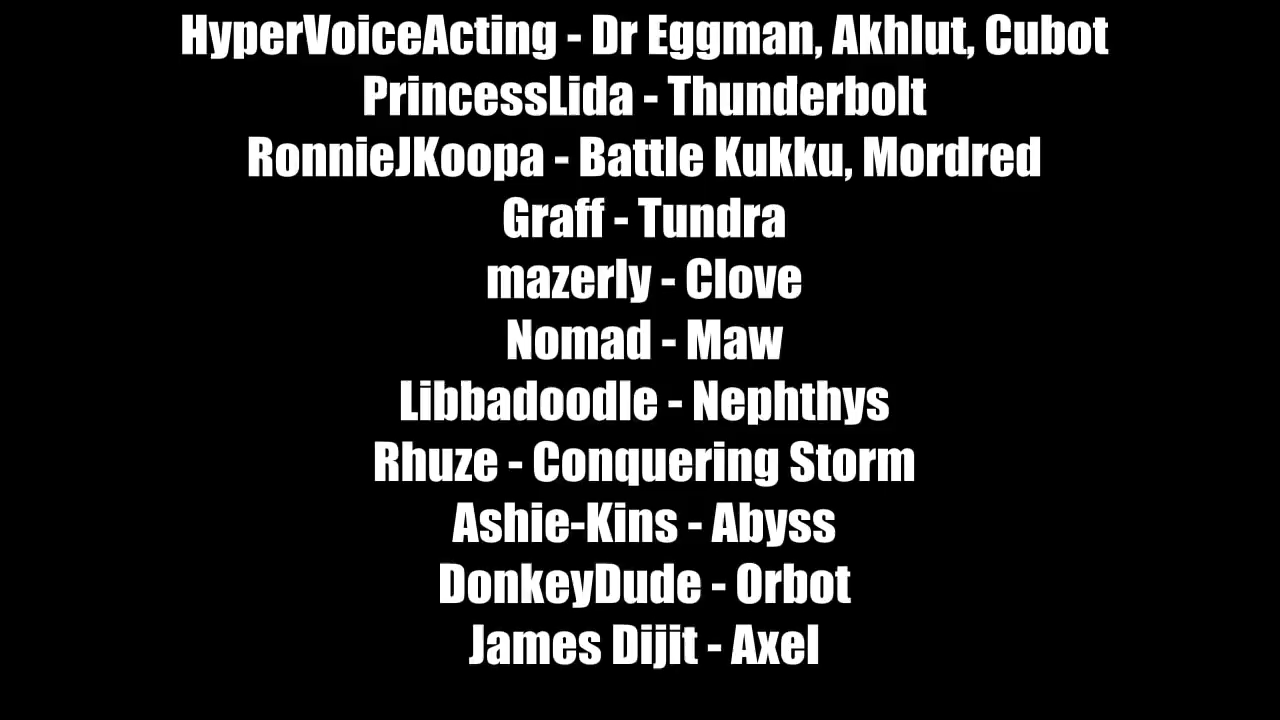 HyperVoiceActing - Dr Eggman, Akhlut, Cubot
PrincessLida - Thunderbolt
RonnieJKoopa - Battle Kukku, Mordred
Graff - Tundra
mazerly - Clove
Nomad - Maw
Libbadoodle - Nephthys
Rhuze - Conquering Storm
Ashie-Kins - Abyss
DonkeyDude - Orbot
James Dijit - Axel